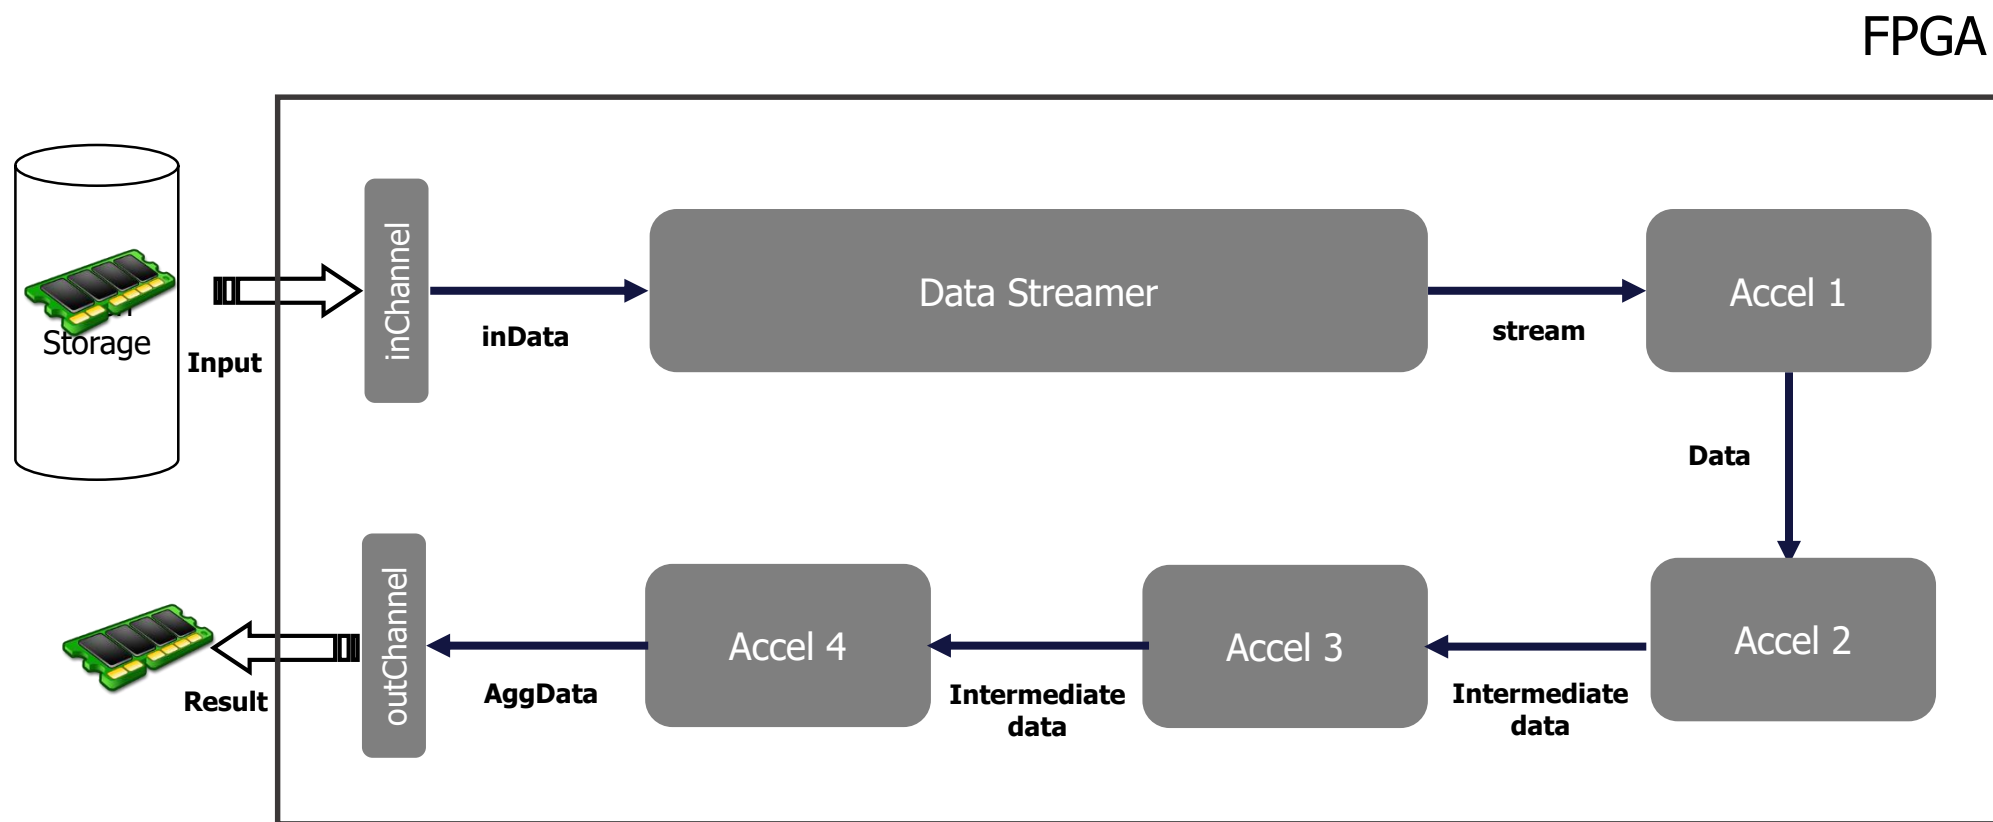 FPGA
Storage
Input
inChannel
inData
Data Streamer
stream
Accel 1
Data
outChannel
Result
AggData
Accel 4
Intermediate
data
Accel 3
Intermediate
data
Accel 2